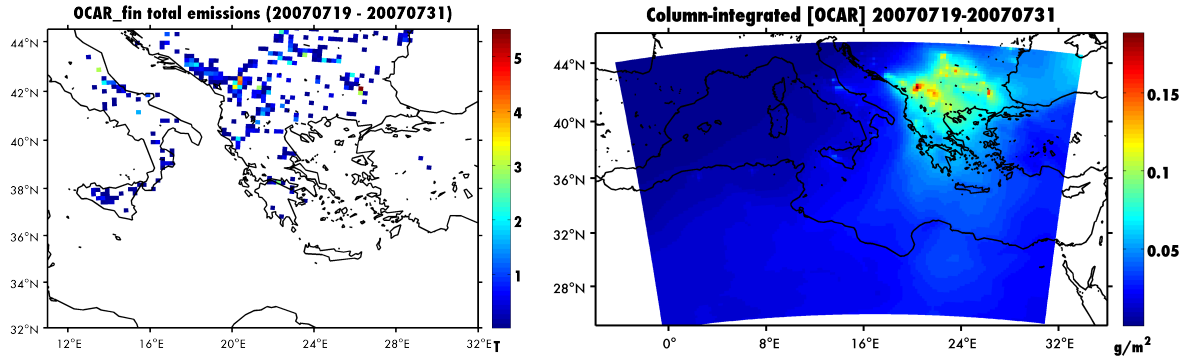 OCAR_fin total emissions (20070719 - 20070731)
44°N
42°N
40°N
38°N
36°N
34°N
32°N
12°E
16°E
20°E
24°E
28°E
32°E
5
4
3
2
1
T
Column-integrated [OCAR] 20070719-20070731
44°N
40°N
36°N
32°N
28°N
0°
8°E
16°E
24°E
32°E
0.15
0.1
0.05
g/m²